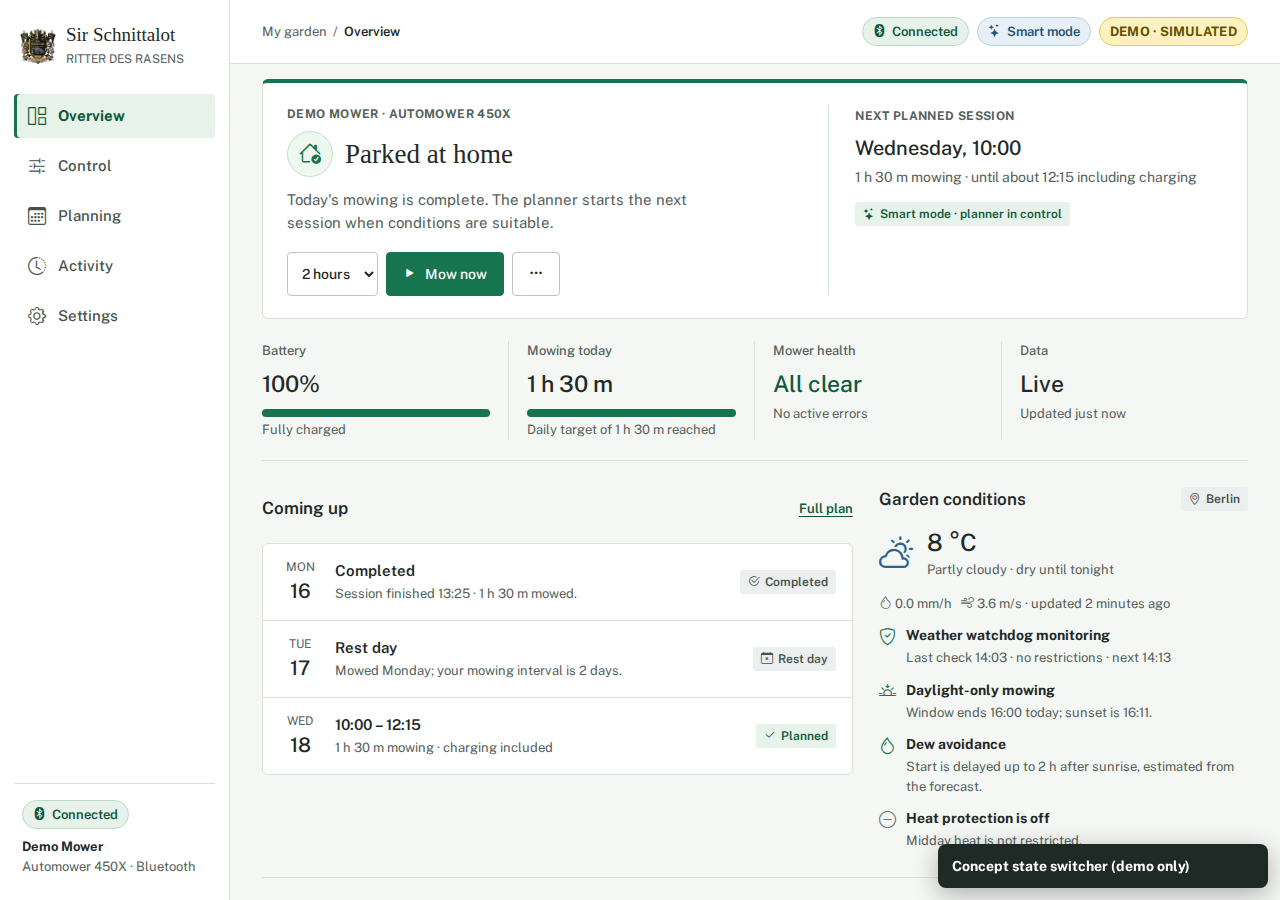 Sir Schnittalot
RITTER DES RASENS
Overview
Control
Planning
Activity
Settings
Connected
Demo Mower
Automower 450X · Bluetooth
My garden / Overview
Connected
Smart mode
DEMO · SIMULATED
DEMO MOWER · AUTOMOWER 450X
Parked at home
Today's mowing is complete. The planner starts the next
session when conditions are suitable.
2 hours
Mow now
...
NEXT PLANNED SESSION
Wednesday, 10:00
1 h 30 m mowing · until about 12:15 including charging
Smart mode · planner in control
Battery
100%
Fully charged
Mowing today
1 h 30 m
Daily target of 1 h 30 m reached
Mower health
All clear
No active errors
Data
Live
Updated just now
Coming up
Full plan
MON
16
Completed
Session finished 13:25 · 1 h 30 m mowed.
Completed
TUE
17
Rest day
Mowed Monday; your mowing interval is 2 days.
Rest day
WED
18
10:00 – 12:15
1 h 30 m mowing · charging included
Planned
Garden conditions
Berlin
8 °C
Partly cloudy · dry until tonight
0.0 mm/h 3.6 m/s · updated 2 minutes ago
Weather watchdog monitoring
Last check 14:03 · no restrictions · next 14:13
Daylight-only mowing
Window ends 16:00 today; sunset is 16:11.
Dew avoidance
Start is delayed up to 2 h after sunrise, estimated from
the forecast.
Heat protection is off
Midday heat is not restricted.
Concept state switcher (demo only)